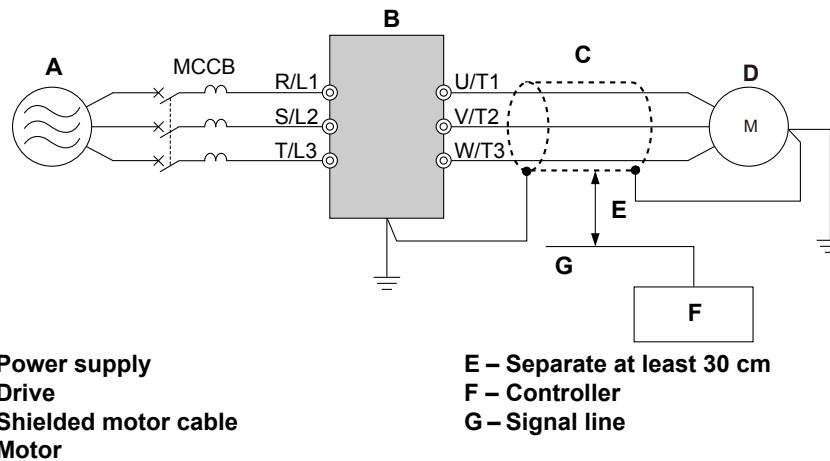 B
A
C
D
MCCB
R/L1
U/T1
S/L2
V/T2
M
W/T3
T/L3
E
G
F
Power supply
Drive
Shielded motor cable
Motor
E – Separate at least 30 cm
F – Controller
G – Signal line